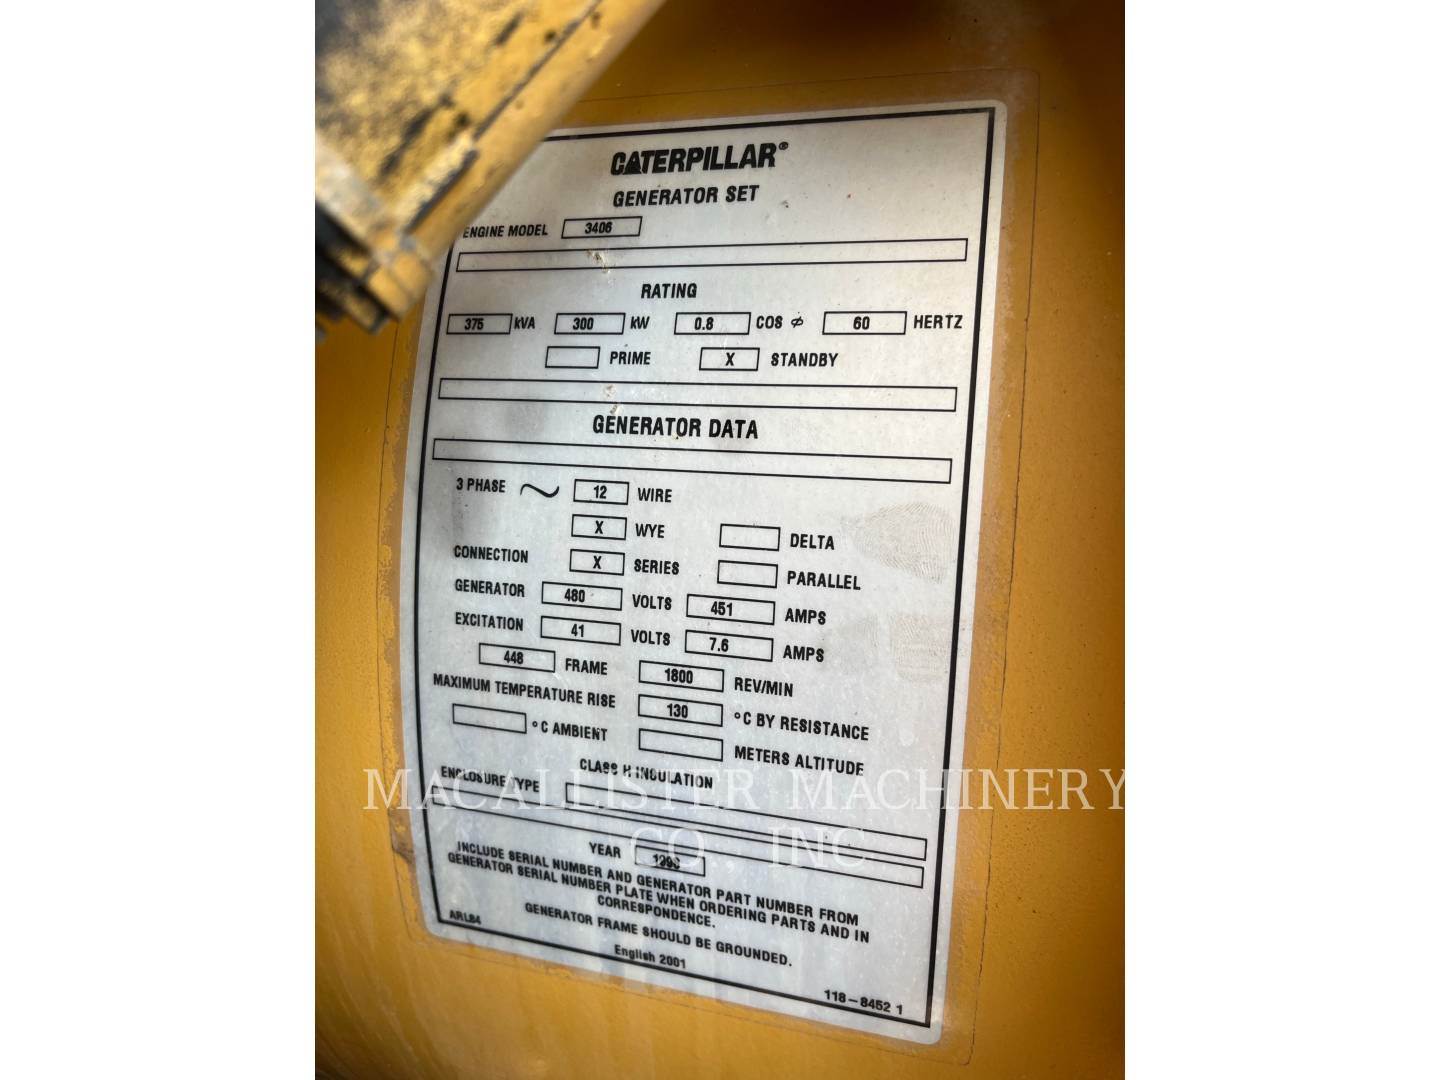 CATERPILLAR®
GENERATOR SET
ENGINE MODEL 3406
RATING
375 kVA 300 kW 0.8 COS ϕ 60 HERTZ
PRIME X STANDBY
GENERATOR DATA
3 PHASE ~ 12 WIRE
X WYE DELTA
CONNECTION X SERIES PARALLEL
GENERATOR 480 VOLTS 451 AMPS
EXCITATION 41 VOLTS 7.6 AMPS
448 FRAME 1800 REV/MIN
MAXIMUM TEMPERATURE RISE 130 °C BY RESISTANCE
°C AMBIENT METERS ALTITUDE
CLASS H INSULATION
ENCLOSURE TYPE
MACALLISTER MACHINERY
CO., INC
YEAR
INCLUDE SERIAL NUMBER AND GENERATOR PART NUMBER FROM
GENERATOR SERIAL NUMBER PLATE WHEN ORDERING PARTS AND IN
CORRESPONDENCE.
GENERATOR FRAME SHOULD BE GROUNDED.
ARL84
English 2001
118-8452 1